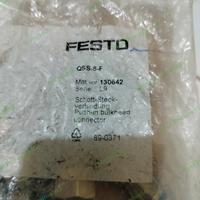 FESTO
QSS-8-F
Mat.-Nr.: 130642
Serie: L9
Schott-Steck-
verbindung
Push-in bulkhead
connector
89-0371